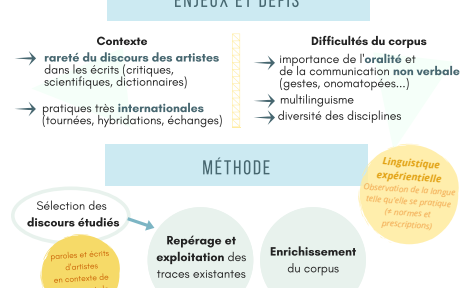 ENJEUX ET DÉFIS
Contexte
rareté du discours des artistes
dans les écrits (critiques,
scientifiques, dictionnaires)
pratiques très internationales
(tournées, hybridations, échanges)
Difficultés du corpus
importance de l'oralité et
de la communication non verbale
(gestes, onomatopées...)
multilinguisme
diversité des disciplines
MÉTHODE
Linguistique
expérientielle
Observation de la langue
telle qu'elle se pratique
(≠ normes et
prescriptions)
Sélection des
discours étudiés
paroles et écrits
d'artistes
en contexte de
Repérage et
exploitation des
traces existantes
Enrichissement
du corpus